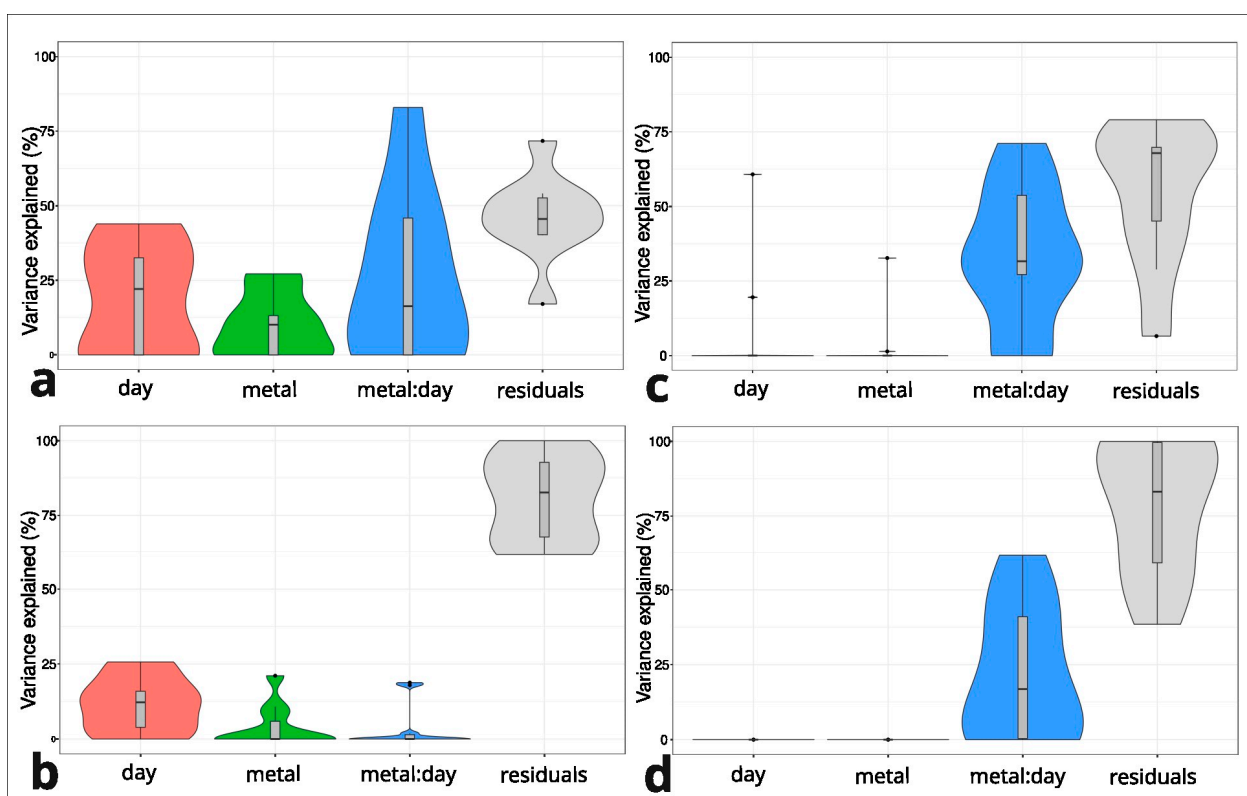 Variance explained (%)
100
75
50
25
0
a
day
metal
metal:day
residuals
Variance explained (%)
100
75
50
25
0
c
day
metal
metal:day
residuals
Variance explained (%)
100
75
50
25
0
b
day
metal
metal:day
residuals
Variance explained (%)
100
75
50
25
0
d
day
metal
metal:day
residuals